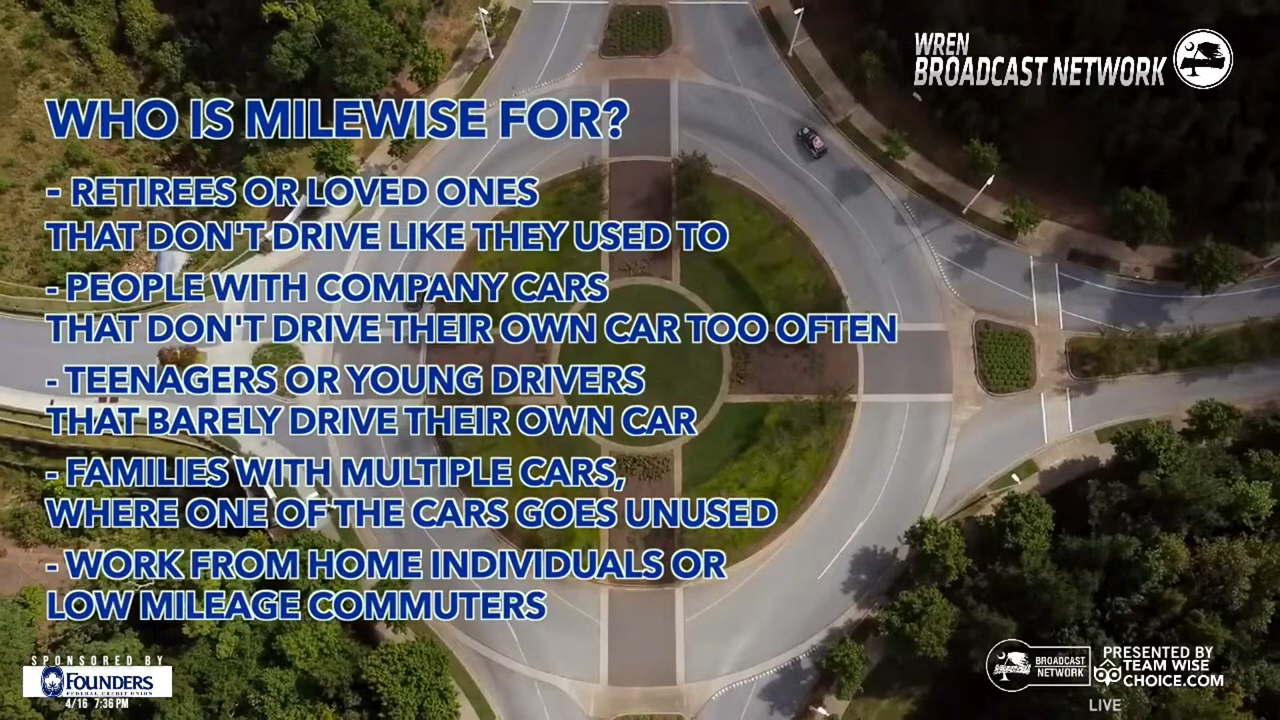 WREN
BROADCAST NETWORK
WHO IS MILEWISE FOR?
- RETIREES OR LOVED ONES
THAT DON'T DRIVE LIKE THEY USED TO
- PEOPLE WITH COMPANY CARS
THAT DON'T DRIVE THEIR OWN CAR TOO OFTEN
- TEENAGERS OR YOUNG DRIVERS
THAT BARELY DRIVE THEIR OWN CAR
- FAMILIES WITH MULTIPLE CARS,
WHERE ONE OF THE CARS GOES UNUSED
- WORK FROM HOME INDIVIDUALS OR
LOW MILEAGE COMMUTERS
SPONSORED BY
FOUNDERS
FEDERAL CREDIT UNION
4/16 7:36 PM
BROADCAST
NETWORK
PRESENTED BY
TEAM WISE
CHOICE.COM
LIVE